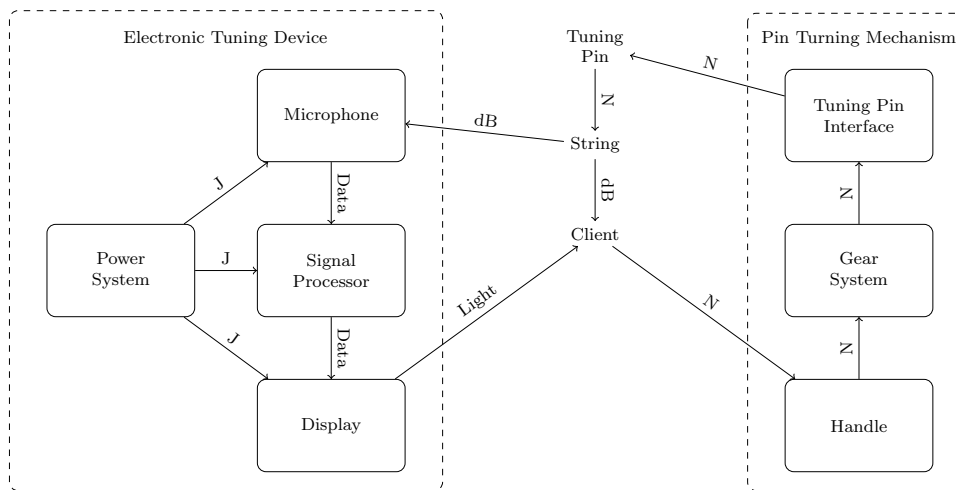 Electronic Tuning Device
Microphone
J
Data
Power
System
J
Signal
Processor
J
Data
Display
dB
Light
Tuning
Pin
N
String
dB
Client
N
N
Pin Turning Mechanism
Tuning Pin
Interface
N
Gear
System
N
Handle